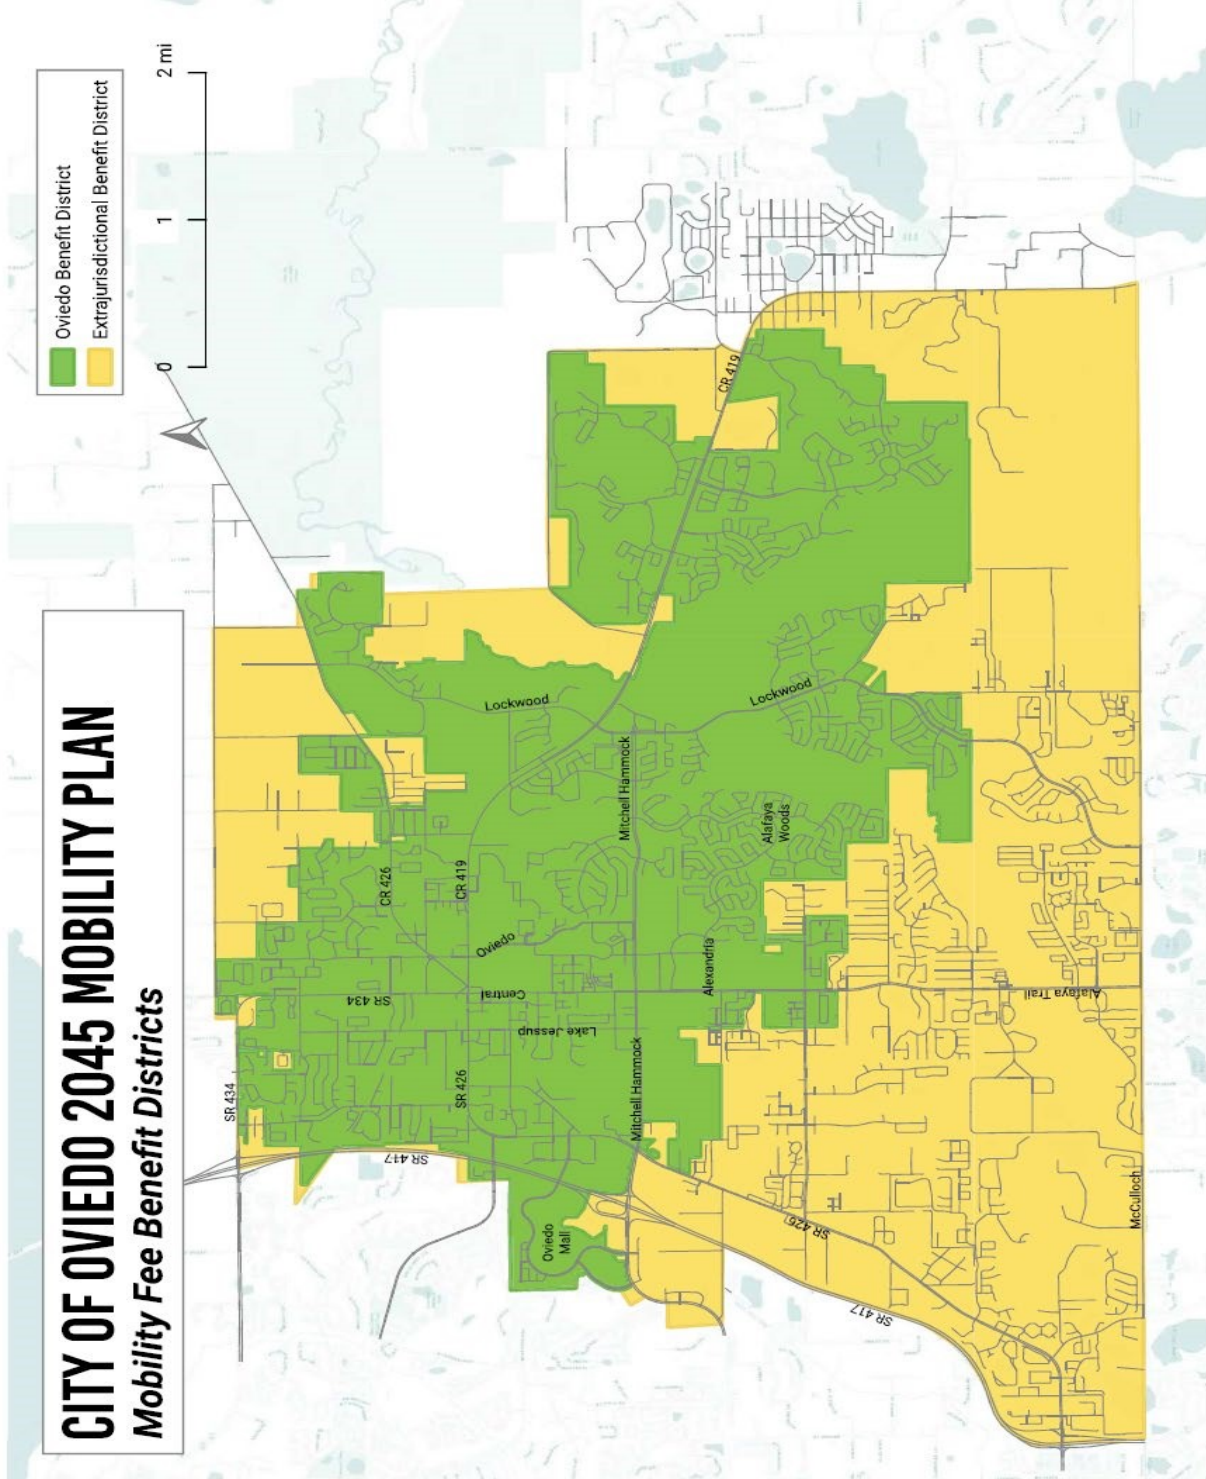 CITY OF OVIEDO 2045 MOBILITY PLAN
Mobility Fee Benefit Districts
Oviedo Benefit District
Extrajurisdictional Benefit District
0 1 2 mi
SR 434
SR 417
SR 434
CR 426
SR 426
CR 419
Central
Oviedo
Lockwood
Lake Jessup
Oviedo
Mall
Mitchell Hammock
Mitchell Hammock
CR 419
Alexandria
Alafaya
Woods
Lockwood
SR 426
SR 417
Alafaya Trail
McCulloch